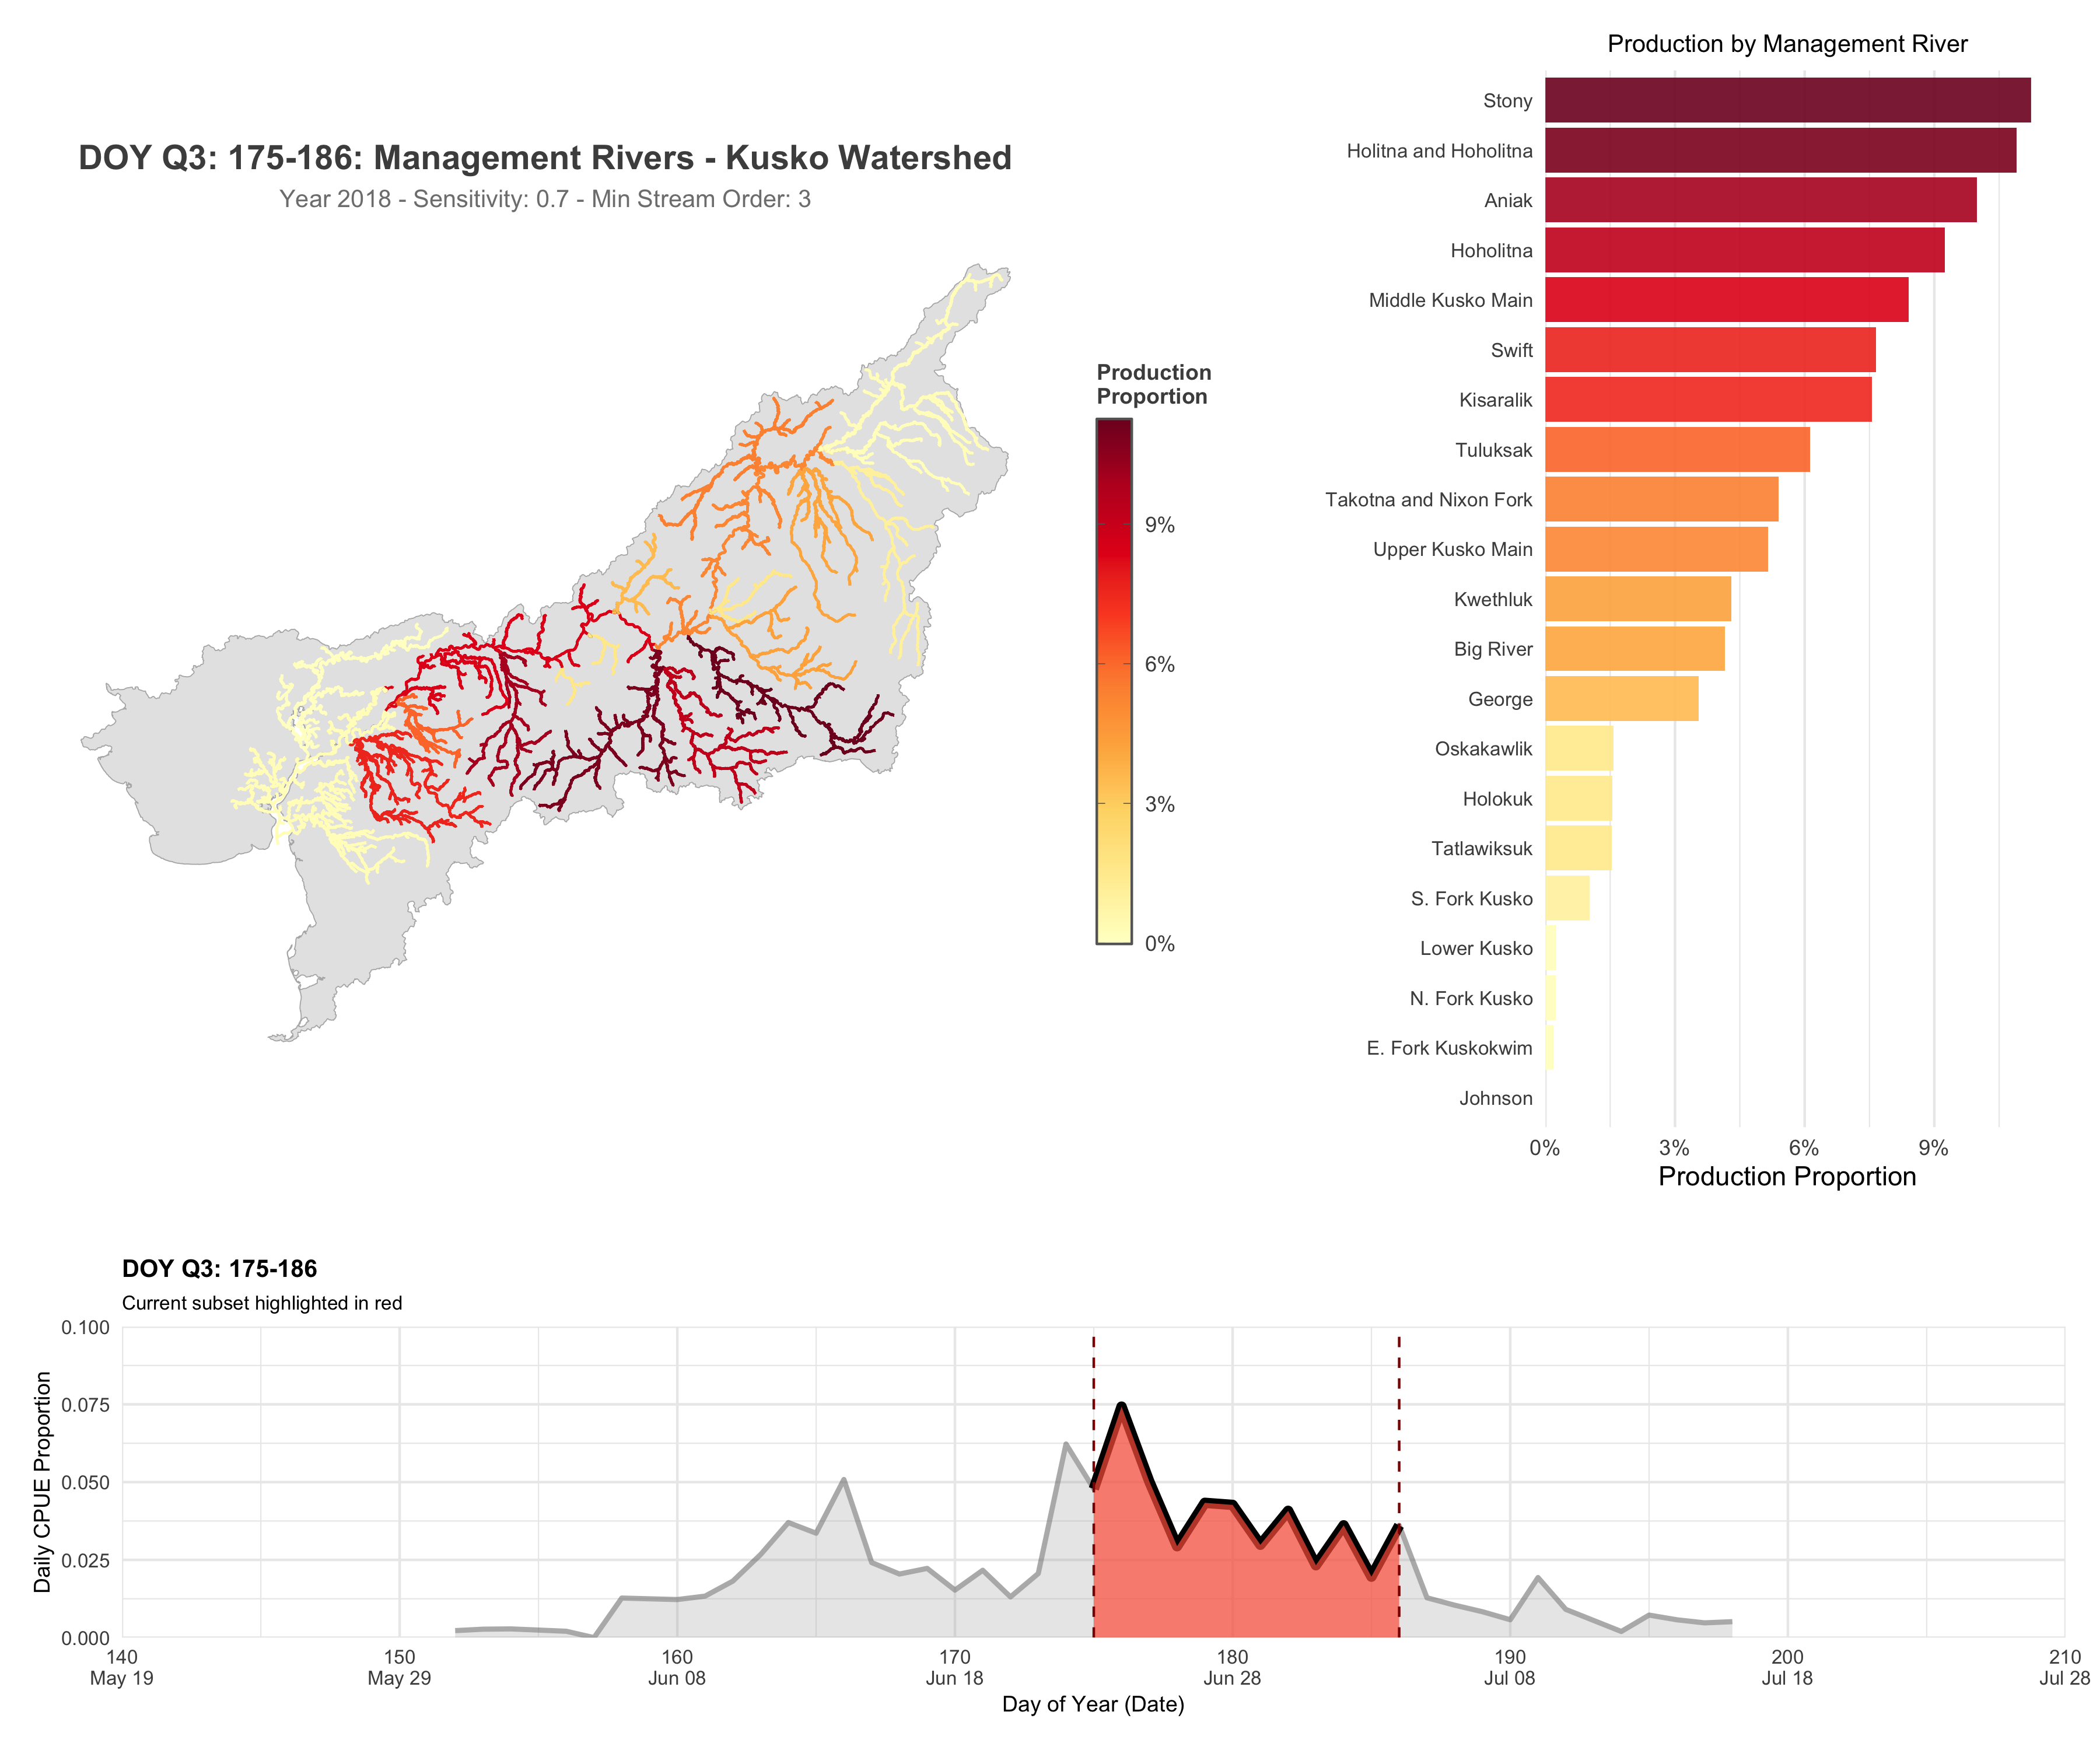 DOY Q3: 175-186: Management Rivers - Kusko Watershed
Year 2018 - Sensitivity: 0.7 - Min Stream Order: 3
Production
Proportion
9%
6%
3%
0%
Production by Management River
Stony
Holitna and Hoholitna
Aniak
Hoholitna
Middle Kusko Main
Swift
Kisaralik
Tuluksak
Takotna and Nixon Fork
Upper Kusko Main
Kwethluk
Big River
George
Oskakawlik
Holokuk
Tatlawiksuk
S. Fork Kusko
Lower Kusko
N. Fork Kusko
E. Fork Kuskokwim
Johnson
0% 3% 6% 9%
Production Proportion
DOY Q3: 175-186
Current subset highlighted in red
Daily CPUE Proportion
0.100
0.075
0.050
0.025
0.000
140 150 160 170 180 190 200 210
May 19 May 29 Jun 08 Jun 18 Jun 28 Jul 08 Jul 18 Jul 28
Day of Year (Date)